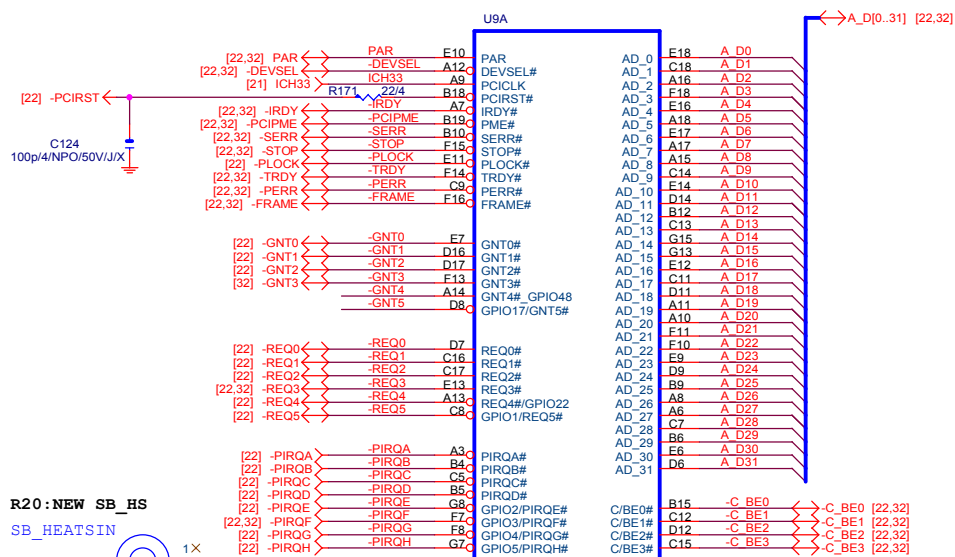 U9A
A_D[0..31] [22,32]
[22,32] PAR PAR E10 PAR AD_0 E18 A_D0
[22,32] -DEVSEL -DEVSEL A12 DEVSEL# AD_1 C18 A_D1
[21] ICH33 ICH33 A9 PCICLK AD_2 A16 A_D2
[22] -PCIRST R171 22/4 B18 PCIRST# AD_3 F18 A_D3
[22,32] -IRDY -IRDY A7 IRDY# AD_4 E16 A_D4
[22,32] -PCIPME -PCIPME B19 PME# AD_5 A18 A_D5
[22,32] -SERR -SERR B10 SERR# AD_6 E17 A_D6
[22,32] -STOP -STOP F15 STOP# AD_7 A17 A_D7
[22] -PLOCK -PLOCK E11 PLOCK# AD_8 A15 A_D8
[22,32] -TRDY -TRDY F14 TRDY# AD_9 C14 A_D9
[22,32] -PERR -PERR C9 PERR# AD_10 E14 A_D10
[22,32] -FRAME -FRAME F16 FRAME# AD_11 D14 A_D11
C124
100p/4/NPO/50V/J/X
AD_12 B12 A_D12
AD_13 C13 A_D13
[22] -GNT0 -GNT0 E7 GNT0# AD_14 G15 A_D14
[22] -GNT1 -GNT1 D16 GNT1# AD_15 G13 A_D15
[22] -GNT2 -GNT2 D17 GNT2# AD_16 E12 A_D16
[32] -GNT3 -GNT3 F13 GNT3# AD_17 C11 A_D17
-GNT4 A14 GNT4#_GPIO48 AD_18 D11 A_D18
-GNT5 D8 GPIO17/GNT5# AD_19 A11 A_D19
AD_20 A10 A_D20
AD_21 F11 A_D21
[22] -REQ0 -REQ0 D7 REQ0# AD_22 F10 A_D22
[22] -REQ1 -REQ1 C16 REQ1# AD_23 E9 A_D23
[22] -REQ2 -REQ2 C17 REQ2# AD_24 D9 A_D24
[22,32] -REQ3 -REQ3 E13 REQ3# AD_25 B9 A_D25
[22] -REQ4 -REQ4 A13 REQ4#/GPIO22 AD_26 A8 A_D26
[22] -REQ5 -REQ5 C8 GPIO1/REQ5# AD_27 A6 A_D27
AD_28 C7 A_D28
AD_29 B6 A_D29
[22] -PIRQA -PIRQA A3 PIRQA# AD_30 E6 A_D30
[22] -PIRQB -PIRQB B4 PIRQB# AD_31 D6 A_D31
[22] -PIRQC -PIRQC C5 PIRQC#
[22] -PIRQD -PIRQD B5 PIRQD#
[22] -PIRQE -PIRQE G8 GPIO2/PIRQE# C/BE0# B15 -C_BE0 -C_BE0 [22,32]
[22,32] -PIRQF -PIRQF F7 GPIO3/PIRQF# C/BE1# C12 -C_BE1 -C_BE1 [22,32]
[22] -PIRQG -PIRQG F8 GPIO4/PIRQG# C/BE2# D12 -C_BE2 -C_BE2 [22,32]
[22] -PIRQH -PIRQH G7 GPIO5/PIRQH# C/BE3# C15 -C_BE3 -C_BE3 [22,32]
R20:NEW SB_HS
SB_HEATSIN
1